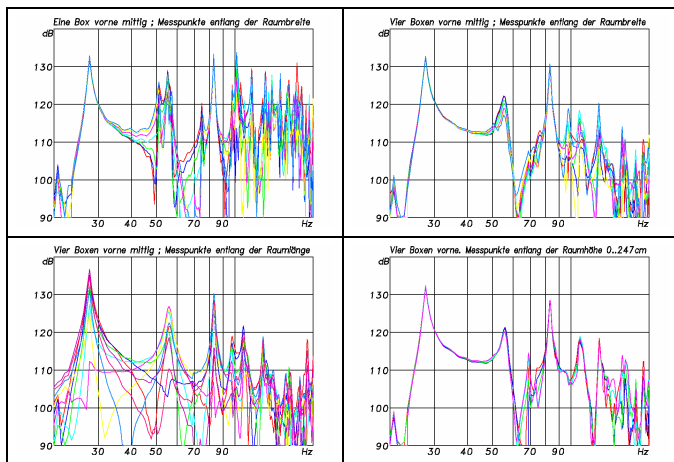 Eine Box vorne mittig ; Messpunkte entlang der Raumbreite
dB
130
120
110
100
90
30 40 50 70 90 Hz
Vier Boxen vorne mittig ; Messpunkte entlang der Raumbreite
dB
130
120
110
100
90
30 40 50 70 90 Hz
Vier Boxen vorne mittig ; Messpunkte entlang der Raumlänge
dB
130
120
110
100
90
30 40 50 70 90 Hz
Vier Boxen vorne. Messpunkte entlang der Raumhöhe 0..247cm
dB
130
120
110
100
90
30 40 50 70 90 Hz